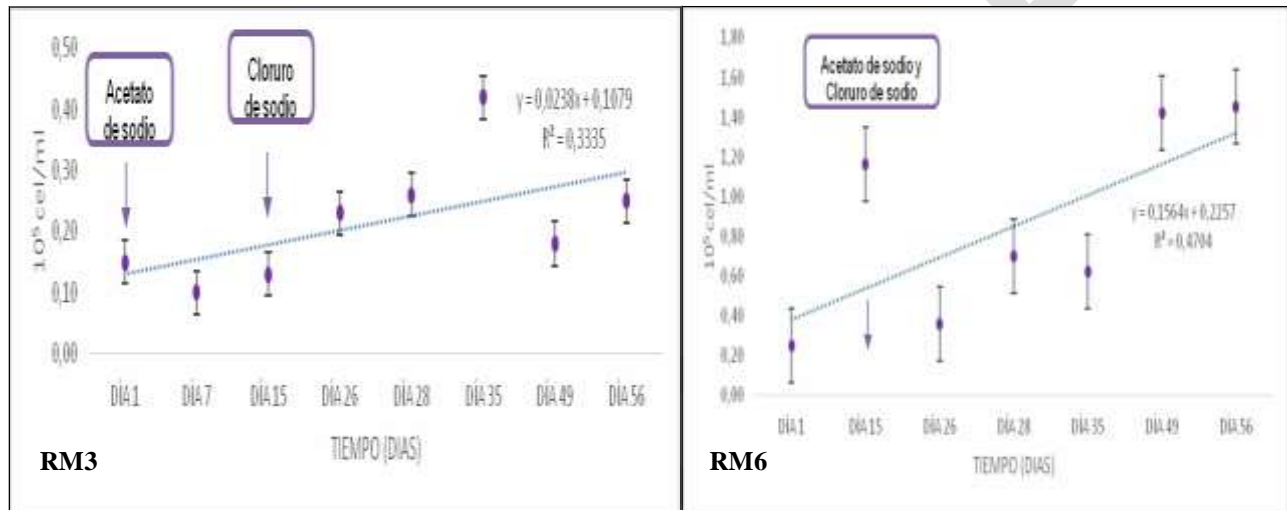 0,50
0,40
0,30
0,20
0,10
0,00
10⁵ cel/ml
Acetato
de sodio
Cloruro
de sodio
y = 0,0238x + 0,1079
R² = 0,3335
DÍA 1 DÍA 7 DÍA 15 DÍA 26 DÍA 28 DÍA 35 DÍA 49 DÍA 56
TIEMPO (DIAS)
RM3
1,80
1,60
1,40
1,20
1,00
0,80
0,60
0,40
0,20
0,00
10⁵ cel/ml
Acetato de sodio y
Cloruro de sodio
y = 0,1564x + 0,2257
R² = 0,4704
DÍA 1 DÍA 15 DÍA 26 DÍA 28 DÍA 35 DÍA 49 DÍA 56
TIEMPO (DIAS)
RM6